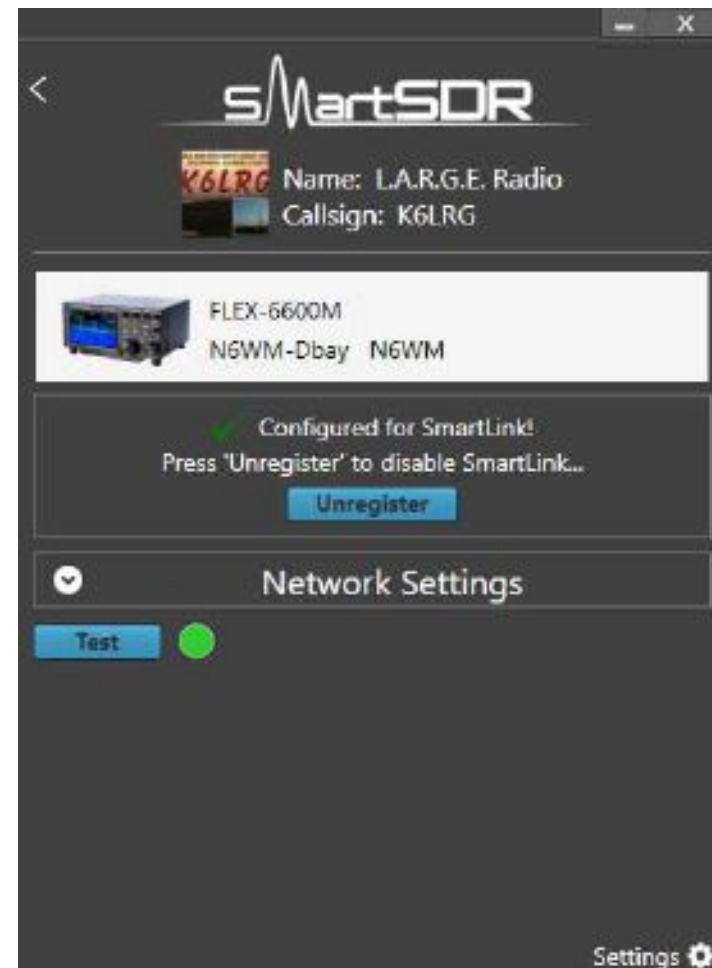 smartSDR
K6LRG
Name: L.A.R.G.E. Radio
Callsign: K6LRG
FLEX-6600M
N6WM-Dbay N6WM
Configured for SmartLink!
Press 'Unregister' to disable SmartLink...
Unregister
Network Settings
Test
Settings